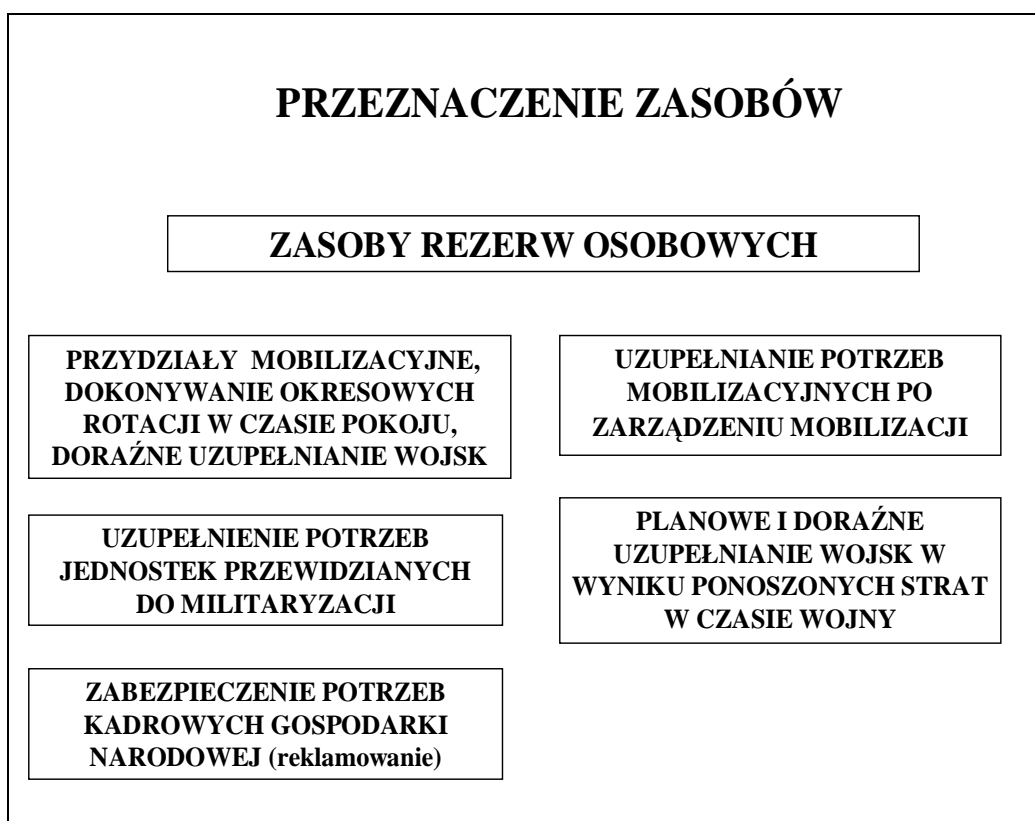 PRZEZNACZENIE ZASOBÓW
ZASOBY REZERW OSOBOWYCH
PRZYDZIAŁY MOBILIZACYJNE,
DOKONYWANIE OKRESOWYCH
ROTACJI W CZASIE POKOJU,
DORAŹNE UZUPEŁNIANIE WOJSK
UZUPEŁNIENIE POTRZEB
JEDNOSTEK PRZEWIDZIANYCH
DO MILITARYZACJI
ZABEZPIECZENIE POTRZEB
KADROWYCH GOSPODARKI
NARODOWEJ (reklamowanie)
UZUPEŁNIANIE POTRZEB
MOBILIZACYJNYCH PO
ZARZĄDZENIU MOBILIZACJI
PLANOWE I DORAŹNE
UZUPEŁNIANIE WOJSK W
WYNIKU PONOSZONYCH STRAT
W CZASIE WOJNY